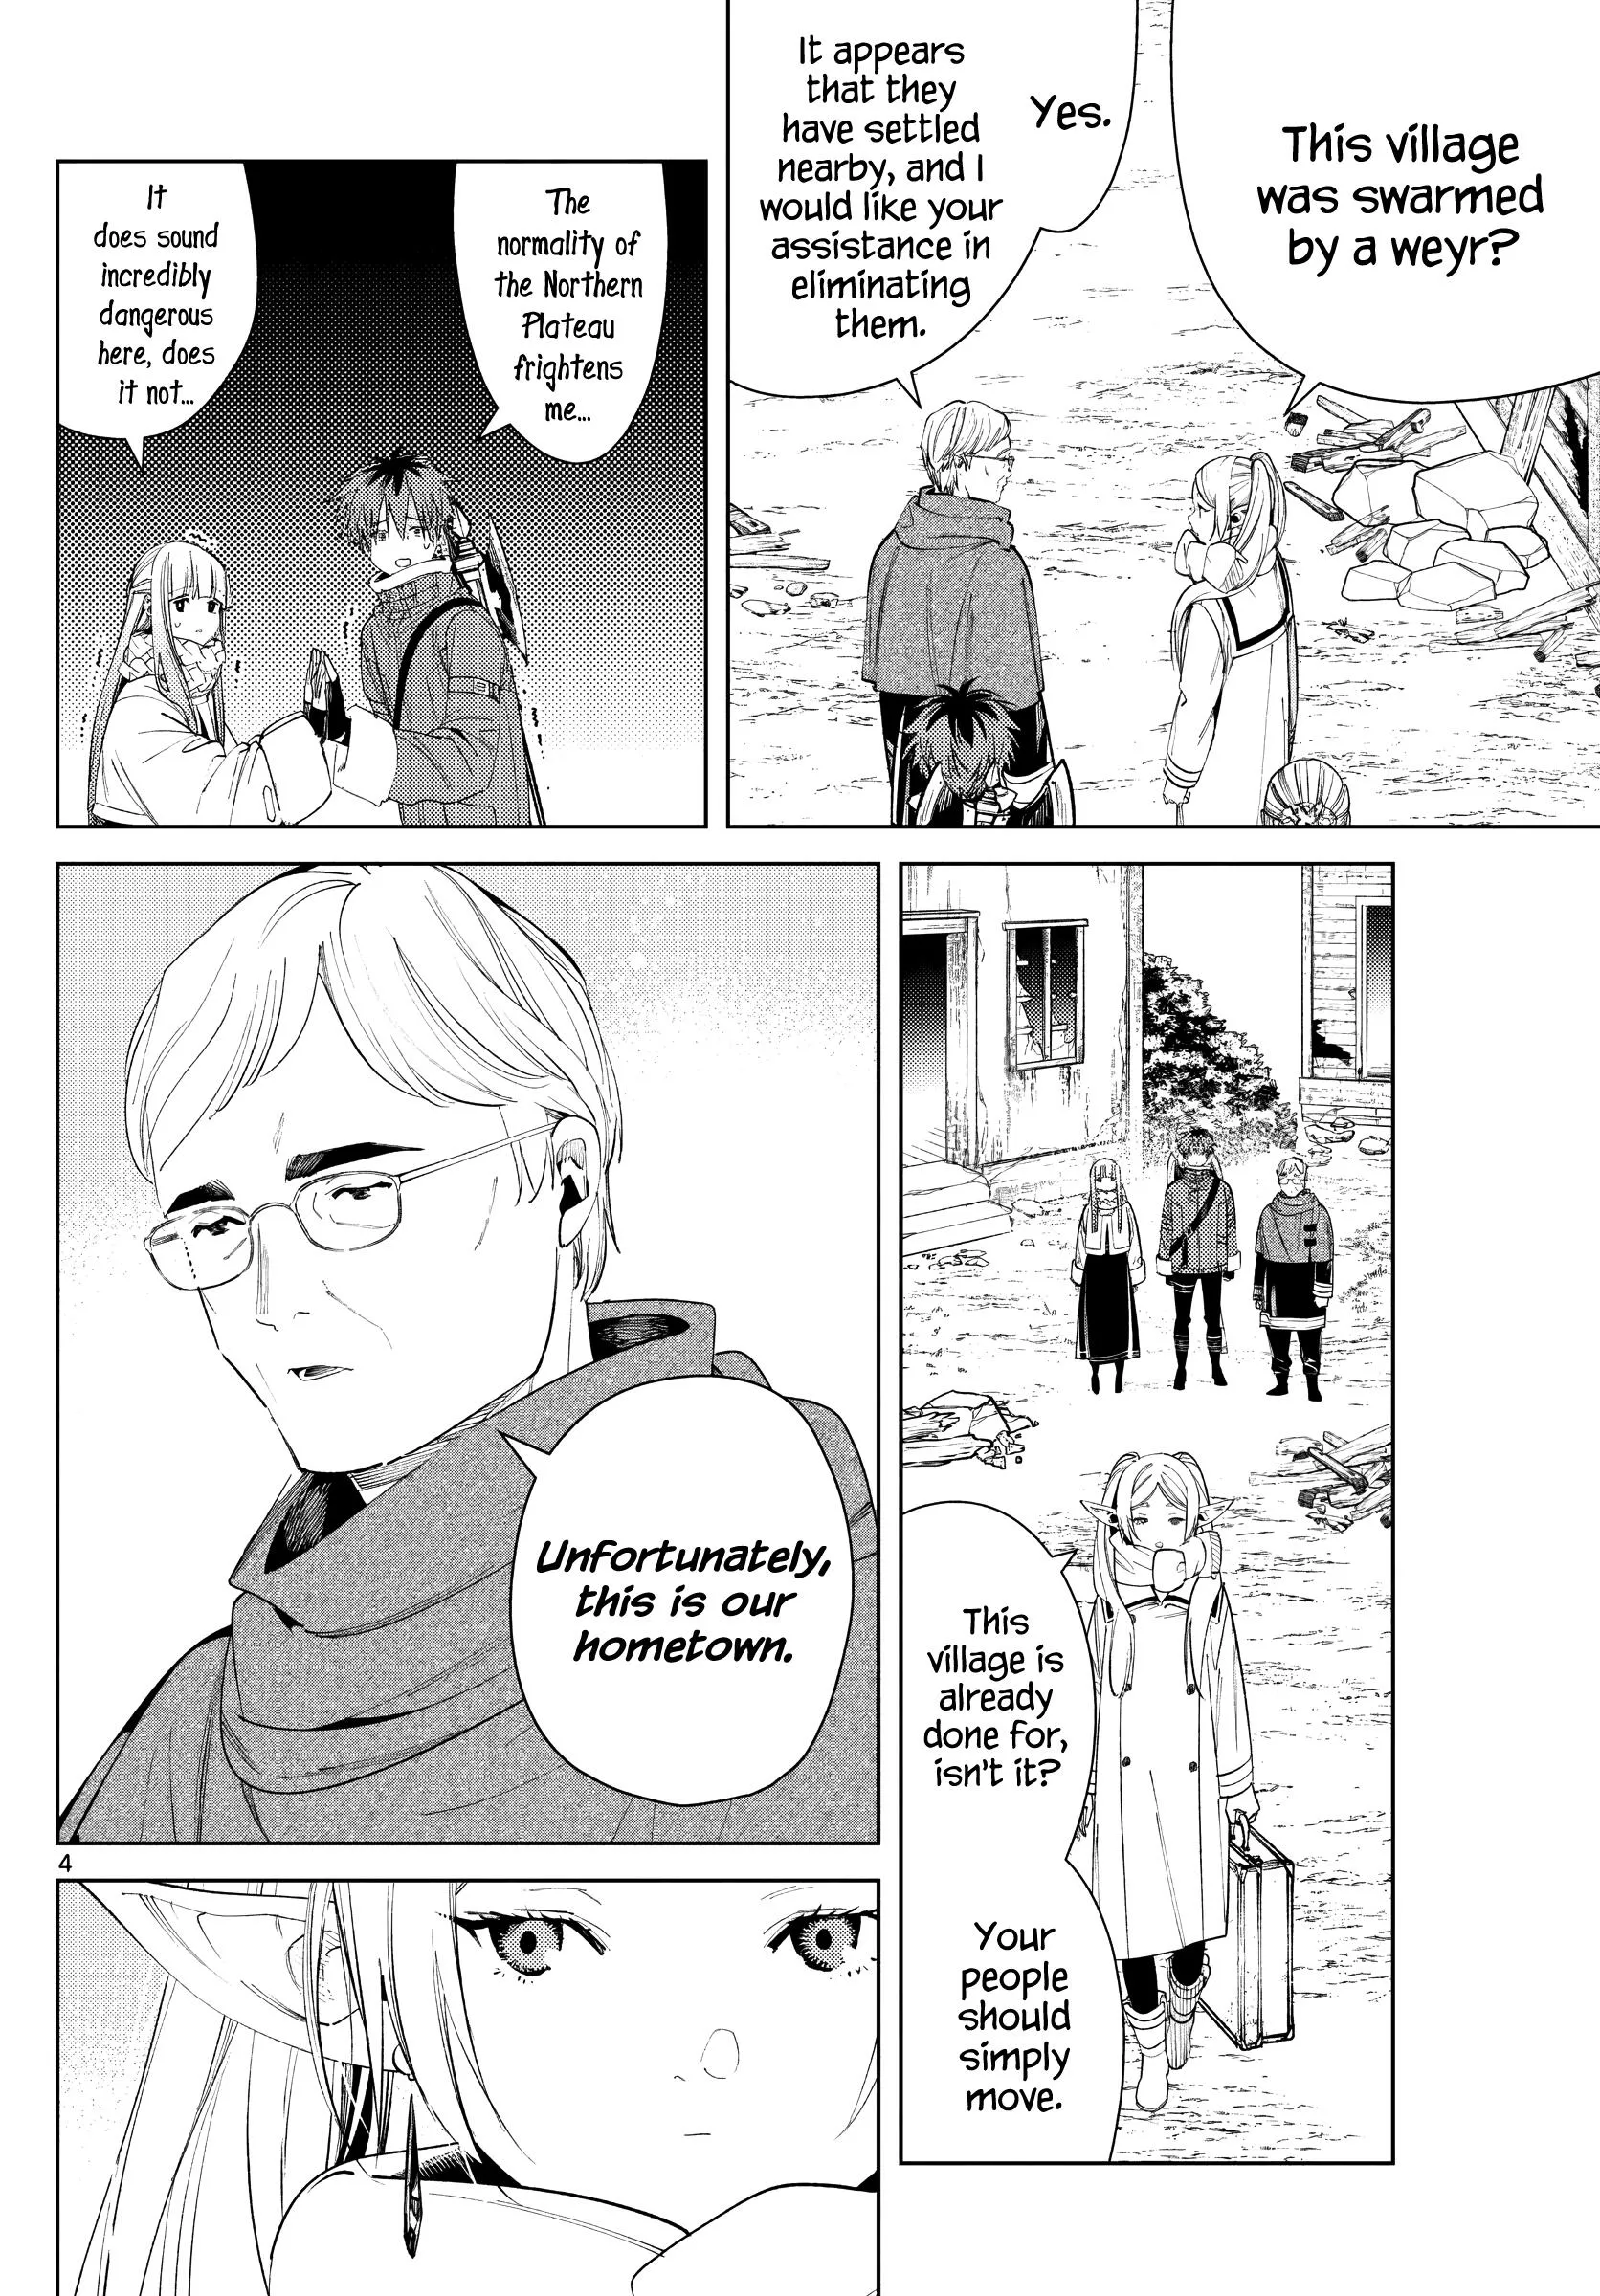 This village
was swarmed
by a weyr?
Yes.
It appears
that they
have settled
nearby, and I
would like your
assistance in
eliminating
them.
The
normality of
the Northern
Plateau
frightens
me...
It
does sound
incredibly
dangerous
here, does
it not...
This
village is
already
done for,
isn't it?
Your
people
should
simply
move.
Unfortunately,
this is our
hometown.
4